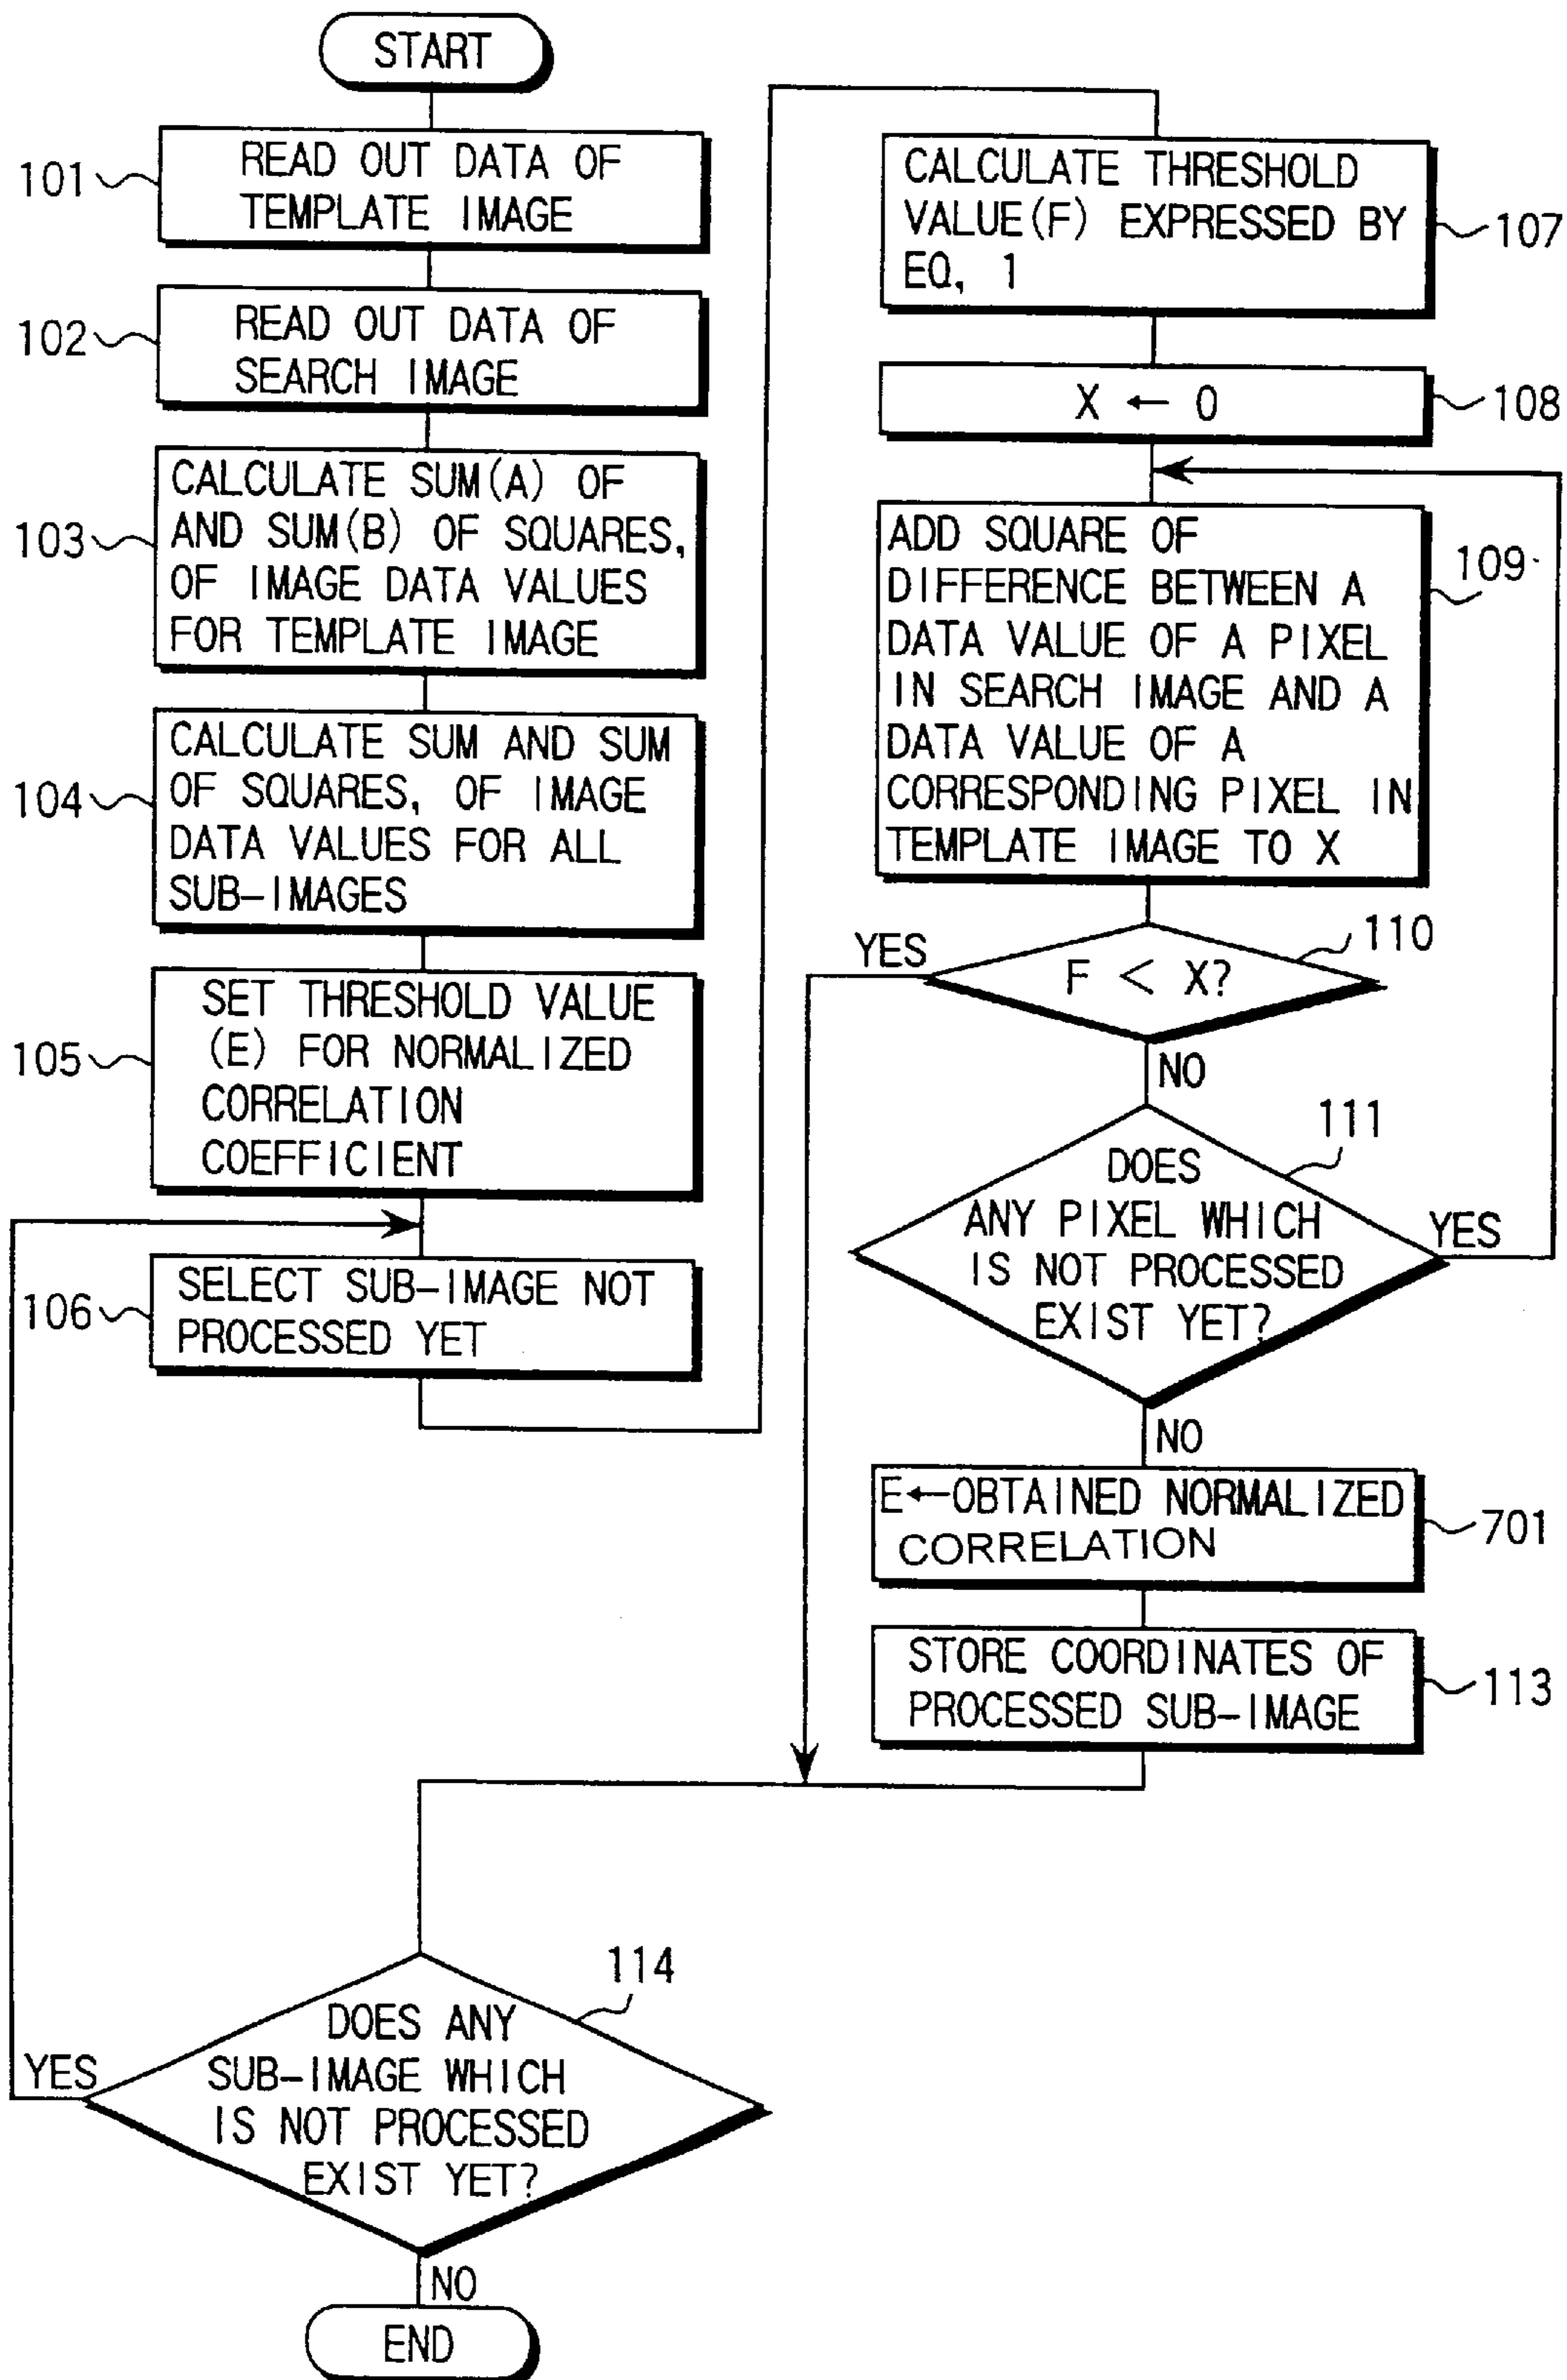 START
101
READ OUT DATA OF
TEMPLATE IMAGE
102
READ OUT DATA OF
SEARCH IMAGE
103
CALCULATE SUM(A) OF
AND SUM(B) OF SQUARES,
OF IMAGE DATA VALUES
FOR TEMPLATE IMAGE
104
CALCULATE SUM AND SUM
OF SQUARES, OF IMAGE
DATA VALUES FOR ALL
SUB-IMAGES
105
SET THRESHOLD VALUE
(E) FOR NORMALIZED
CORRELATION
COEFFICIENT
106
SELECT SUB-IMAGE NOT
PROCESSED YET
CALCULATE THRESHOLD
VALUE(F) EXPRESSED BY
EQ, 1
107
X ← 0
108
ADD SQUARE OF
DIFFERENCE BETWEEN A
DATA VALUE OF A PIXEL
IN SEARCH IMAGE AND A
DATA VALUE OF A
CORRESPONDING PIXEL IN
TEMPLATE IMAGE TO X
109
YES
F < X?
110
NO
DOES
ANY PIXEL WHICH
IS NOT PROCESSED
EXIST YET?
111
YES
NO
E←OBTAINED NORMALIZED
CORRELATION
701
STORE COORDINATES OF
PROCESSED SUB-IMAGE
113
114
DOES ANY
SUB-IMAGE WHICH
IS NOT PROCESSED
EXIST YET?
YES
NO
END